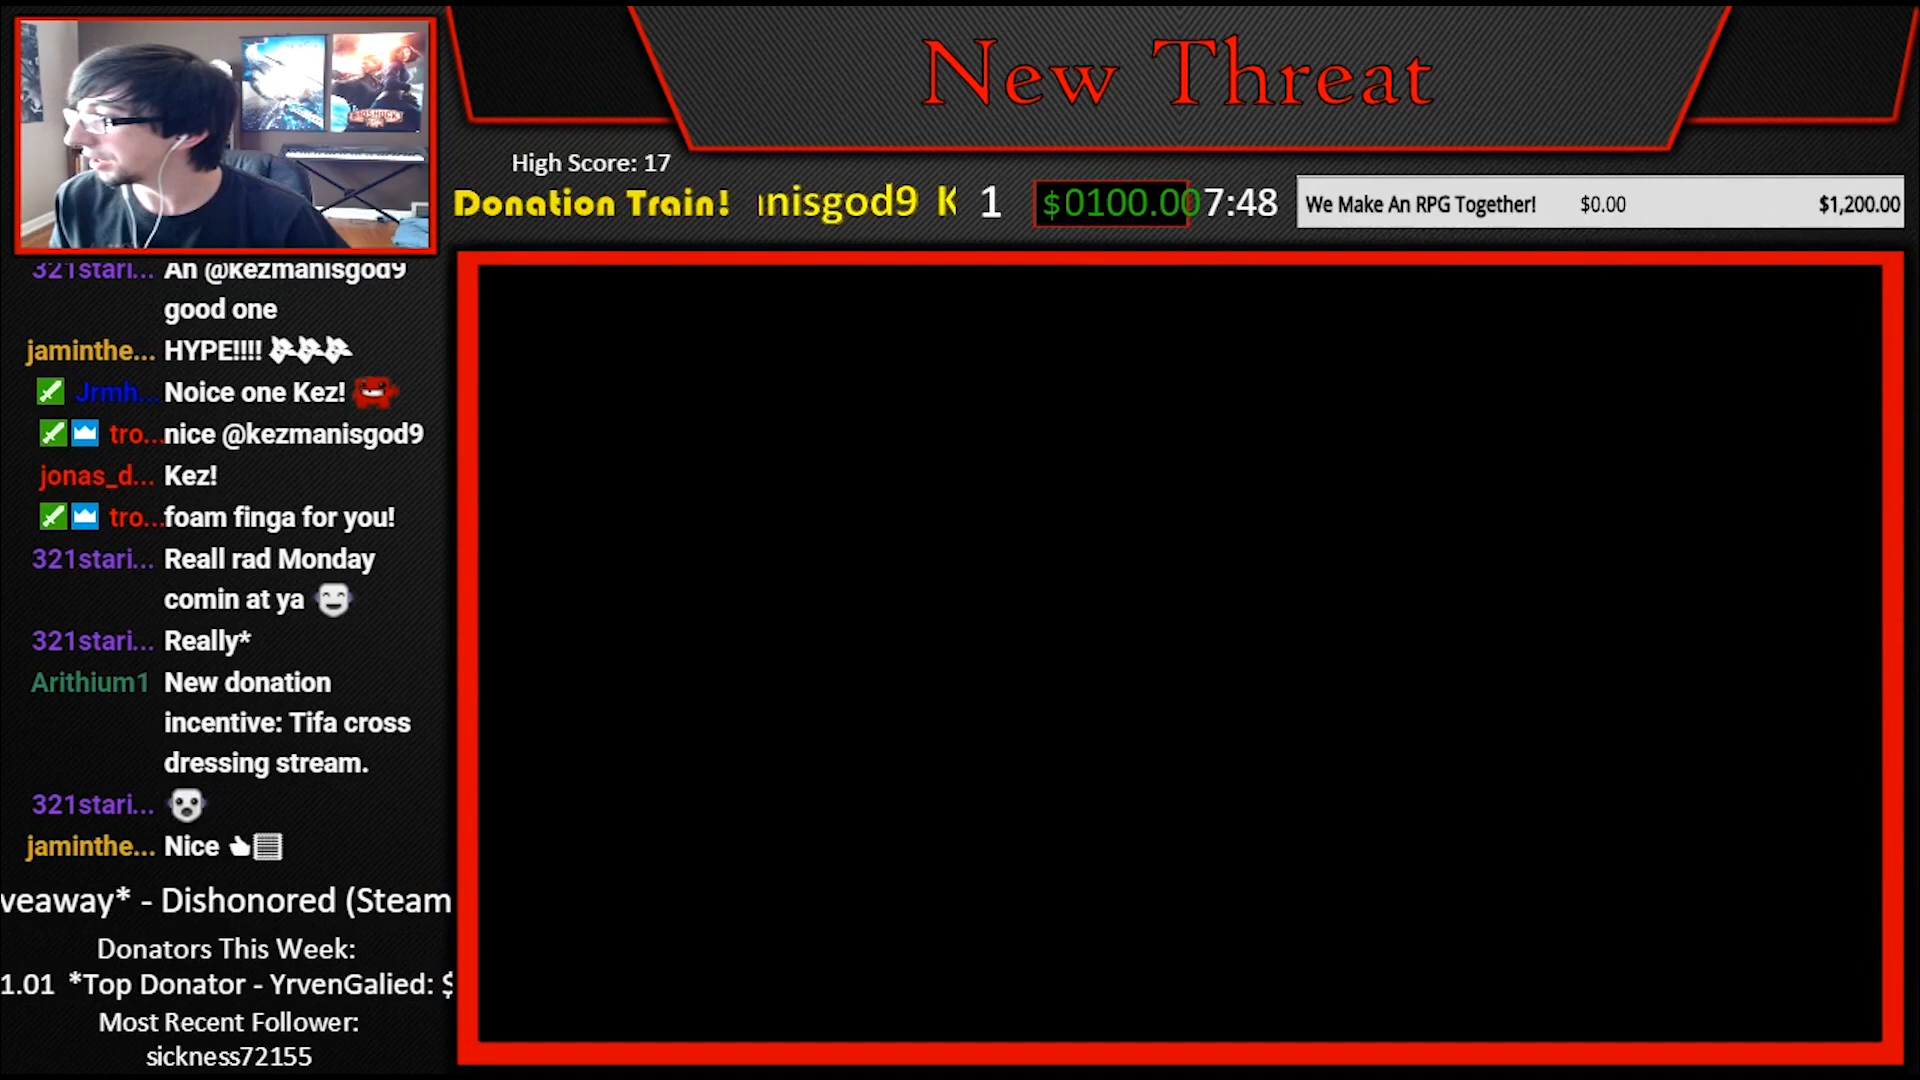 New Threat
High Score: 17
Donation Train! nisgod9 K 1 $0100.00 7:48
We Make An RPG Together! $0.00 $1,200.00
BIOSHOCK
321stari... An @kezmanisgod9
good one
jaminthe... HYPE!!!!
Jrmh... Noice one Kez!
tro... nice @kezmanisgod9
jonas_d... Kez!
tro... foam finga for you!
321stari... Reall rad Monday
comin at ya
321stari... Really*
Arithium1 New donation
incentive: Tifa cross
dressing stream.
321stari...
jaminthe... Nice
veaway* - Dishonored (Steam
Donators This Week:
1.01 *Top Donator - YrvenGalied: $
Most Recent Follower:
sickness72155